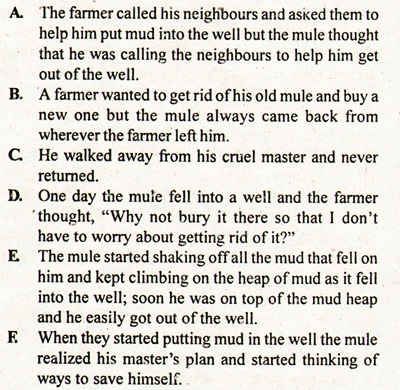 A. The farmer called his neighbours and asked them to
help him put mud into the well but the mule thought
that he was calling the neighbours to help him get
out of the well.
B. A farmer wanted to get rid of his old mule and buy a
new one but the mule always came back from
wherever the farmer left him.
C. He walked away from his cruel master and never
returned.
D. One day the mule fell into a well and the farmer
thought, “Why not bury it there so that I don’t
have to worry about getting rid of it?”
E. The mule started shaking off all the mud that fell on
him and kept climbing on the heap of mud as it fell
into the well; soon he was on top of the mud heap
and he easily got out of the well.
F. When they started putting mud in the well the mule
realized his master’s plan and started thinking of
ways to save himself.